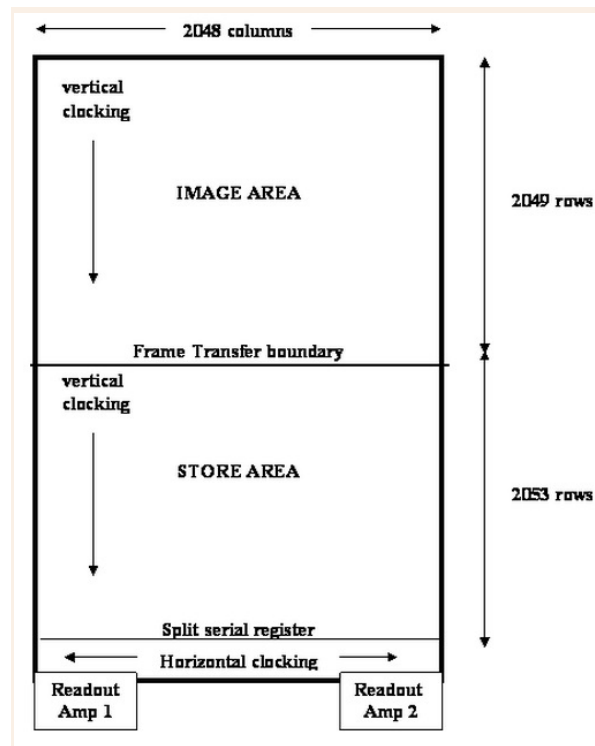 2048 columns
vertical
clocking
IMAGE AREA
2049 rows
Frame Transfer boundary
vertical
clocking
STORE AREA
2053 rows
Split serial register
Horizontal clocking
Readout
Amp 1
Readout
Amp 2